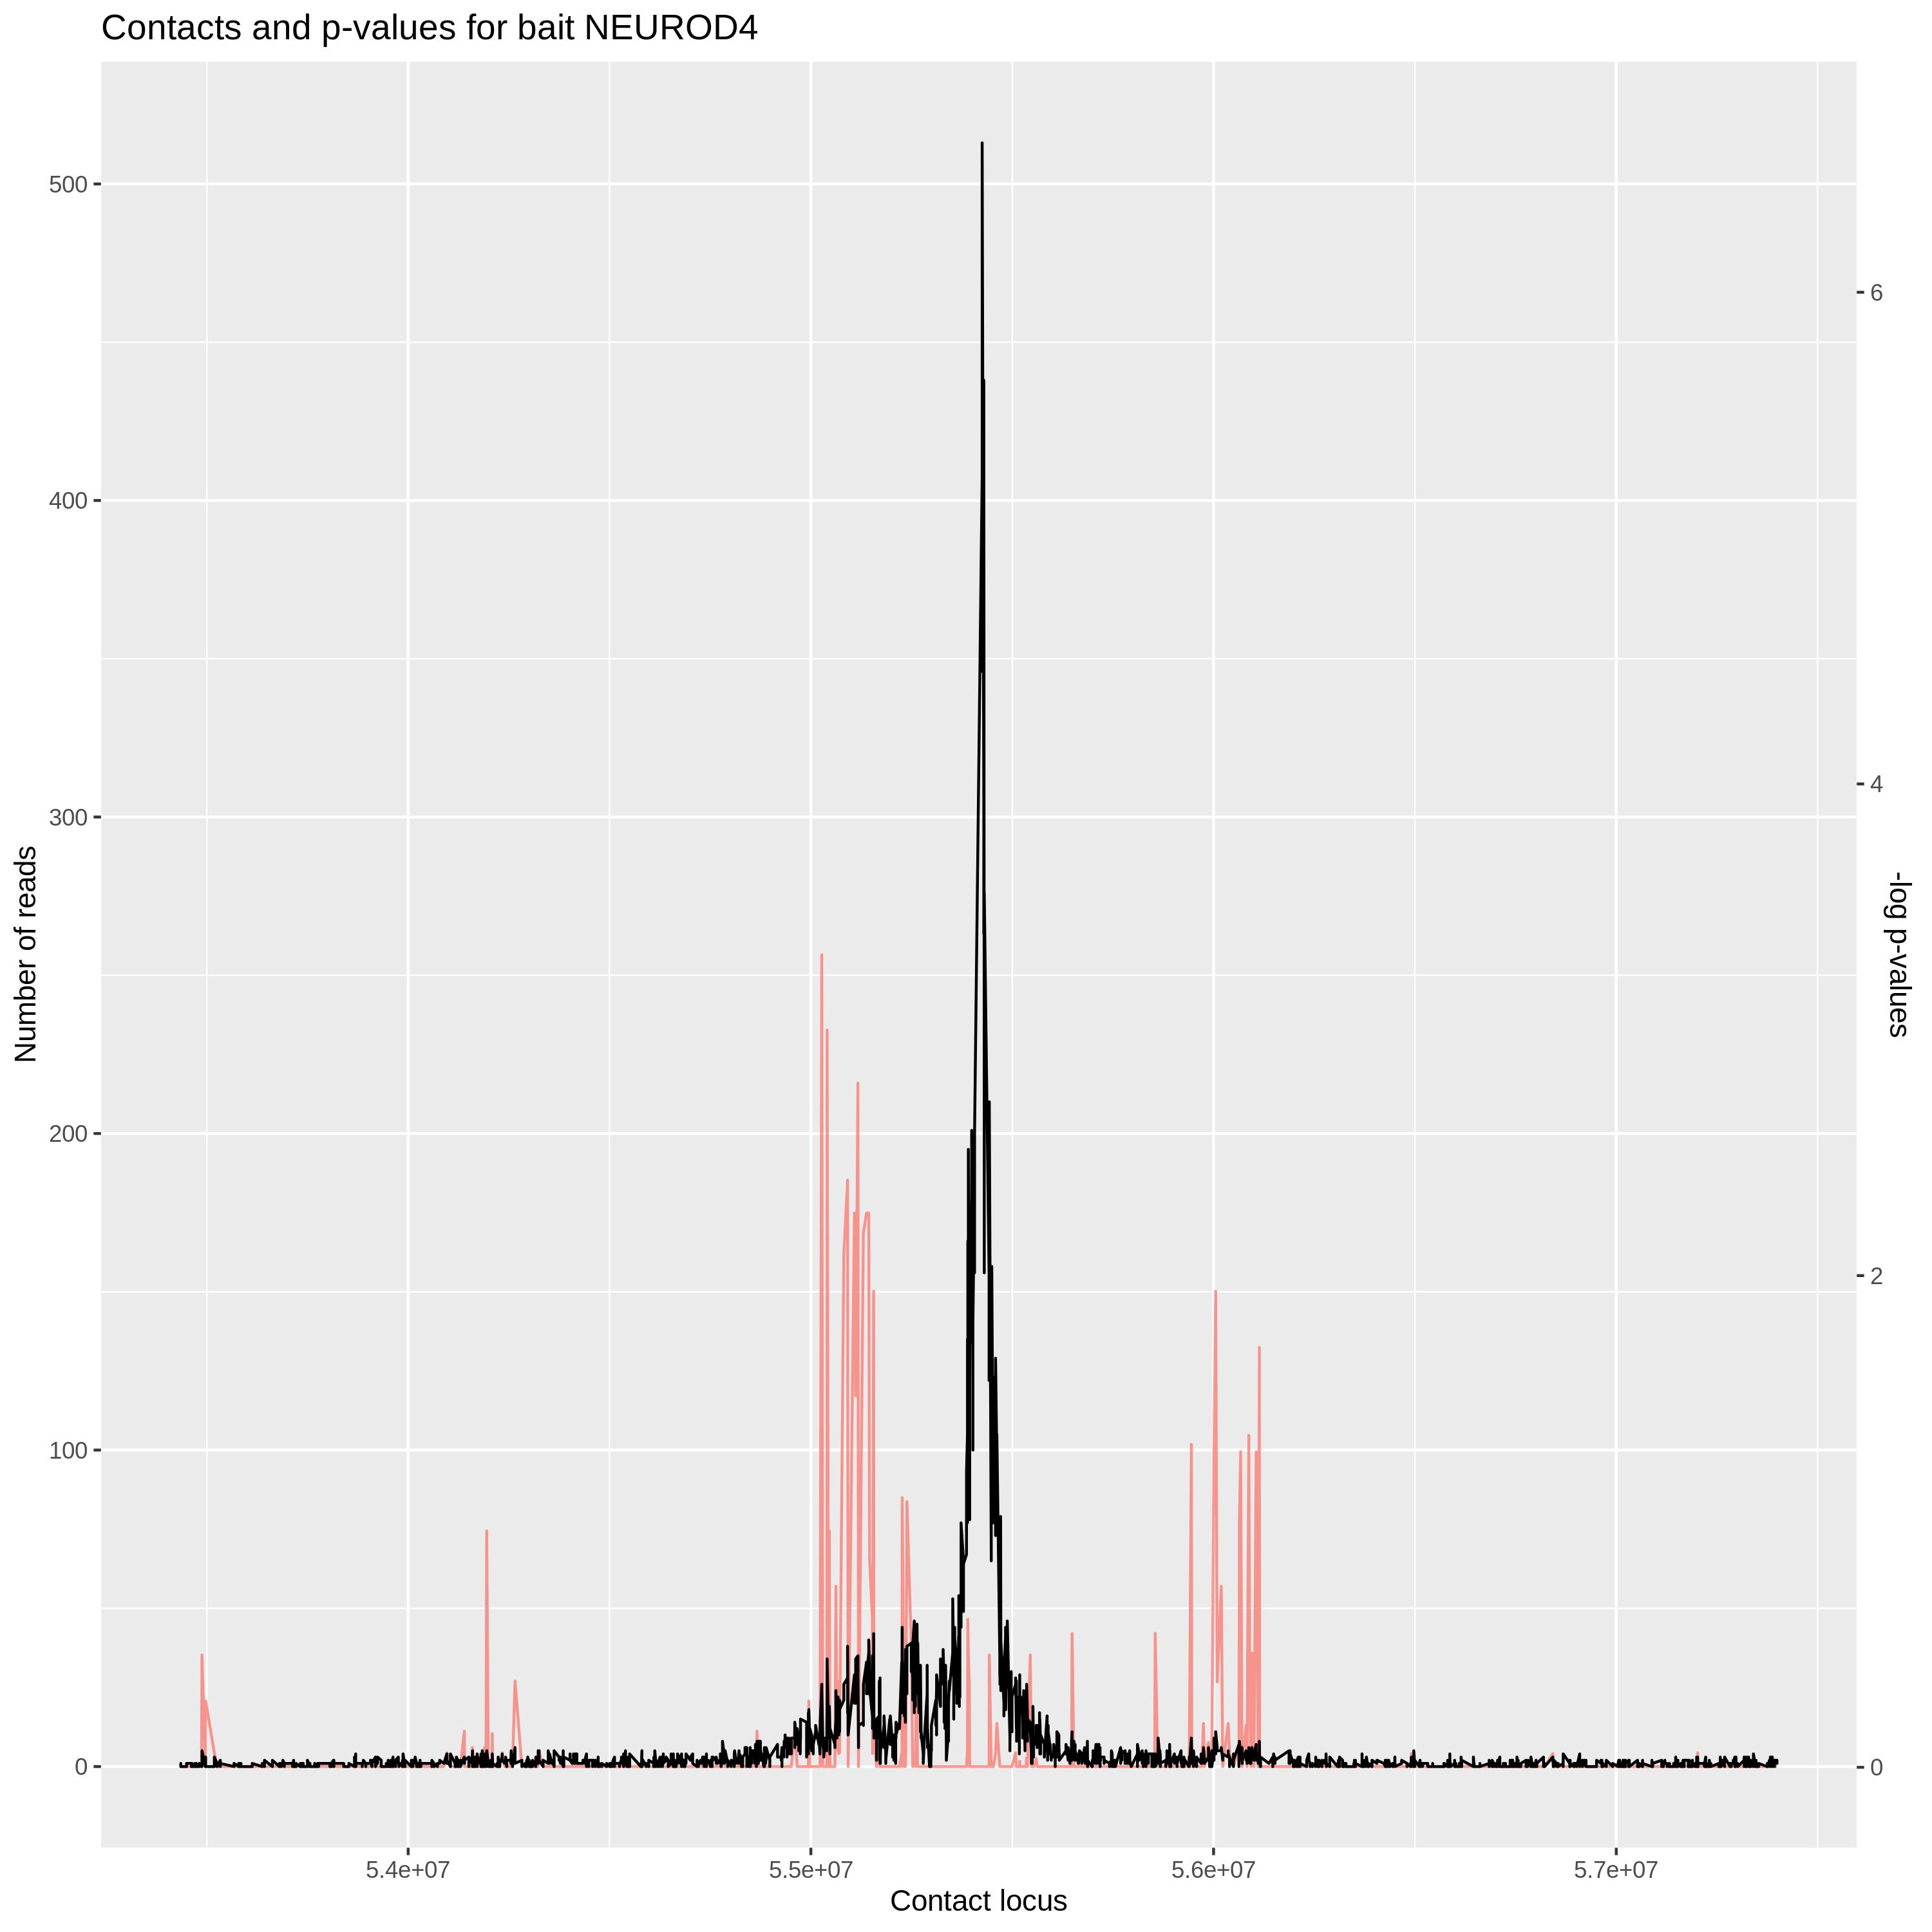 Contacts and p-values for bait NEUROD4
500
400
300
200
100
0
Number of reads
6
4
2
0
-log p-values
5.4e+07
5.5e+07
5.6e+07
5.7e+07
Contact locus